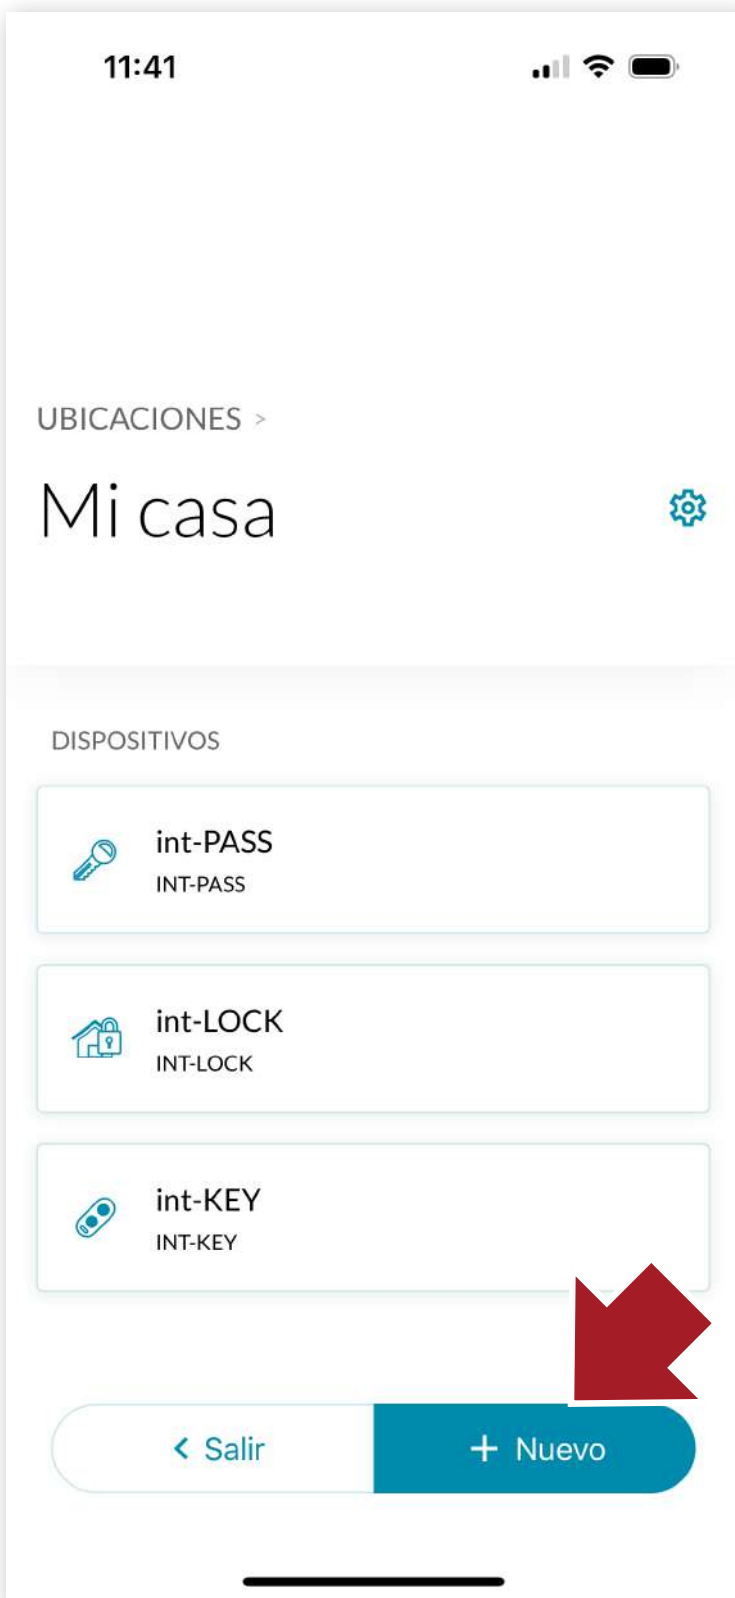 11:41
UBICACIONES >
Mi casa
DISPOSITIVOS
int-PASS
INT-PASS
int-LOCK
INT-LOCK
int-KEY
INT-KEY
< Salir
+ Nuevo